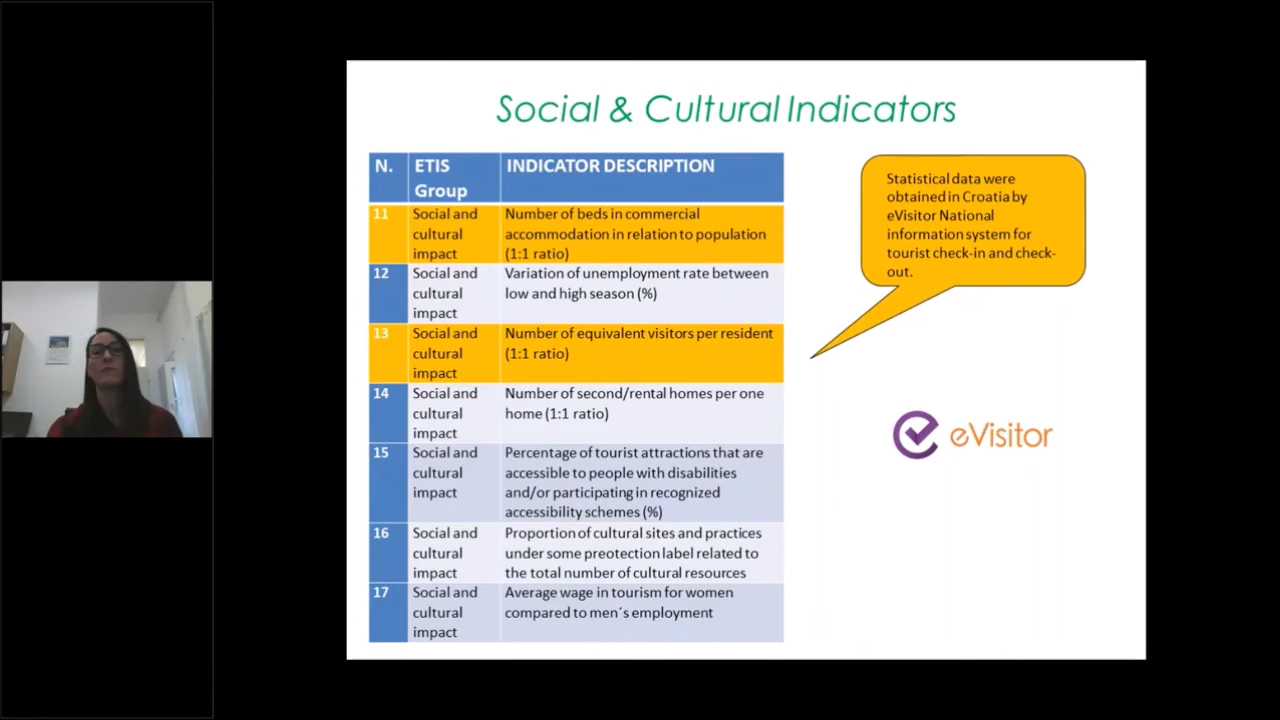 Social & Cultural Indicators
N.
ETIS
Group
INDICATOR DESCRIPTION
11
Social and
cultural
impact
Number of beds in commercial
accommodation in relation to population
(1:1 ratio)
12
Social and
cultural
impact
Variation of unemployment rate between
low and high season (%)
13
Social and
cultural
impact
Number of equivalent visitors per resident
(1:1 ratio)
14
Social and
cultural
impact
Number of second/rental homes per one
home (1:1 ratio)
15
Social and
cultural
impact
Percentage of tourist attractions that are
accessible to people with disabilities
and/or participating in recognized
accessibility schemes (%)
16
Social and
cultural
impact
Proportion of cultural sites and practices
under some preotection label related to
the total number of cultural resources
17
Social and
cultural
impact
Average wage in tourism for women
compared to men´s employment
Statistical data were
obtained in Croatia by
eVisitor National
information system for
tourist check-in and check-
out.
eVisitor